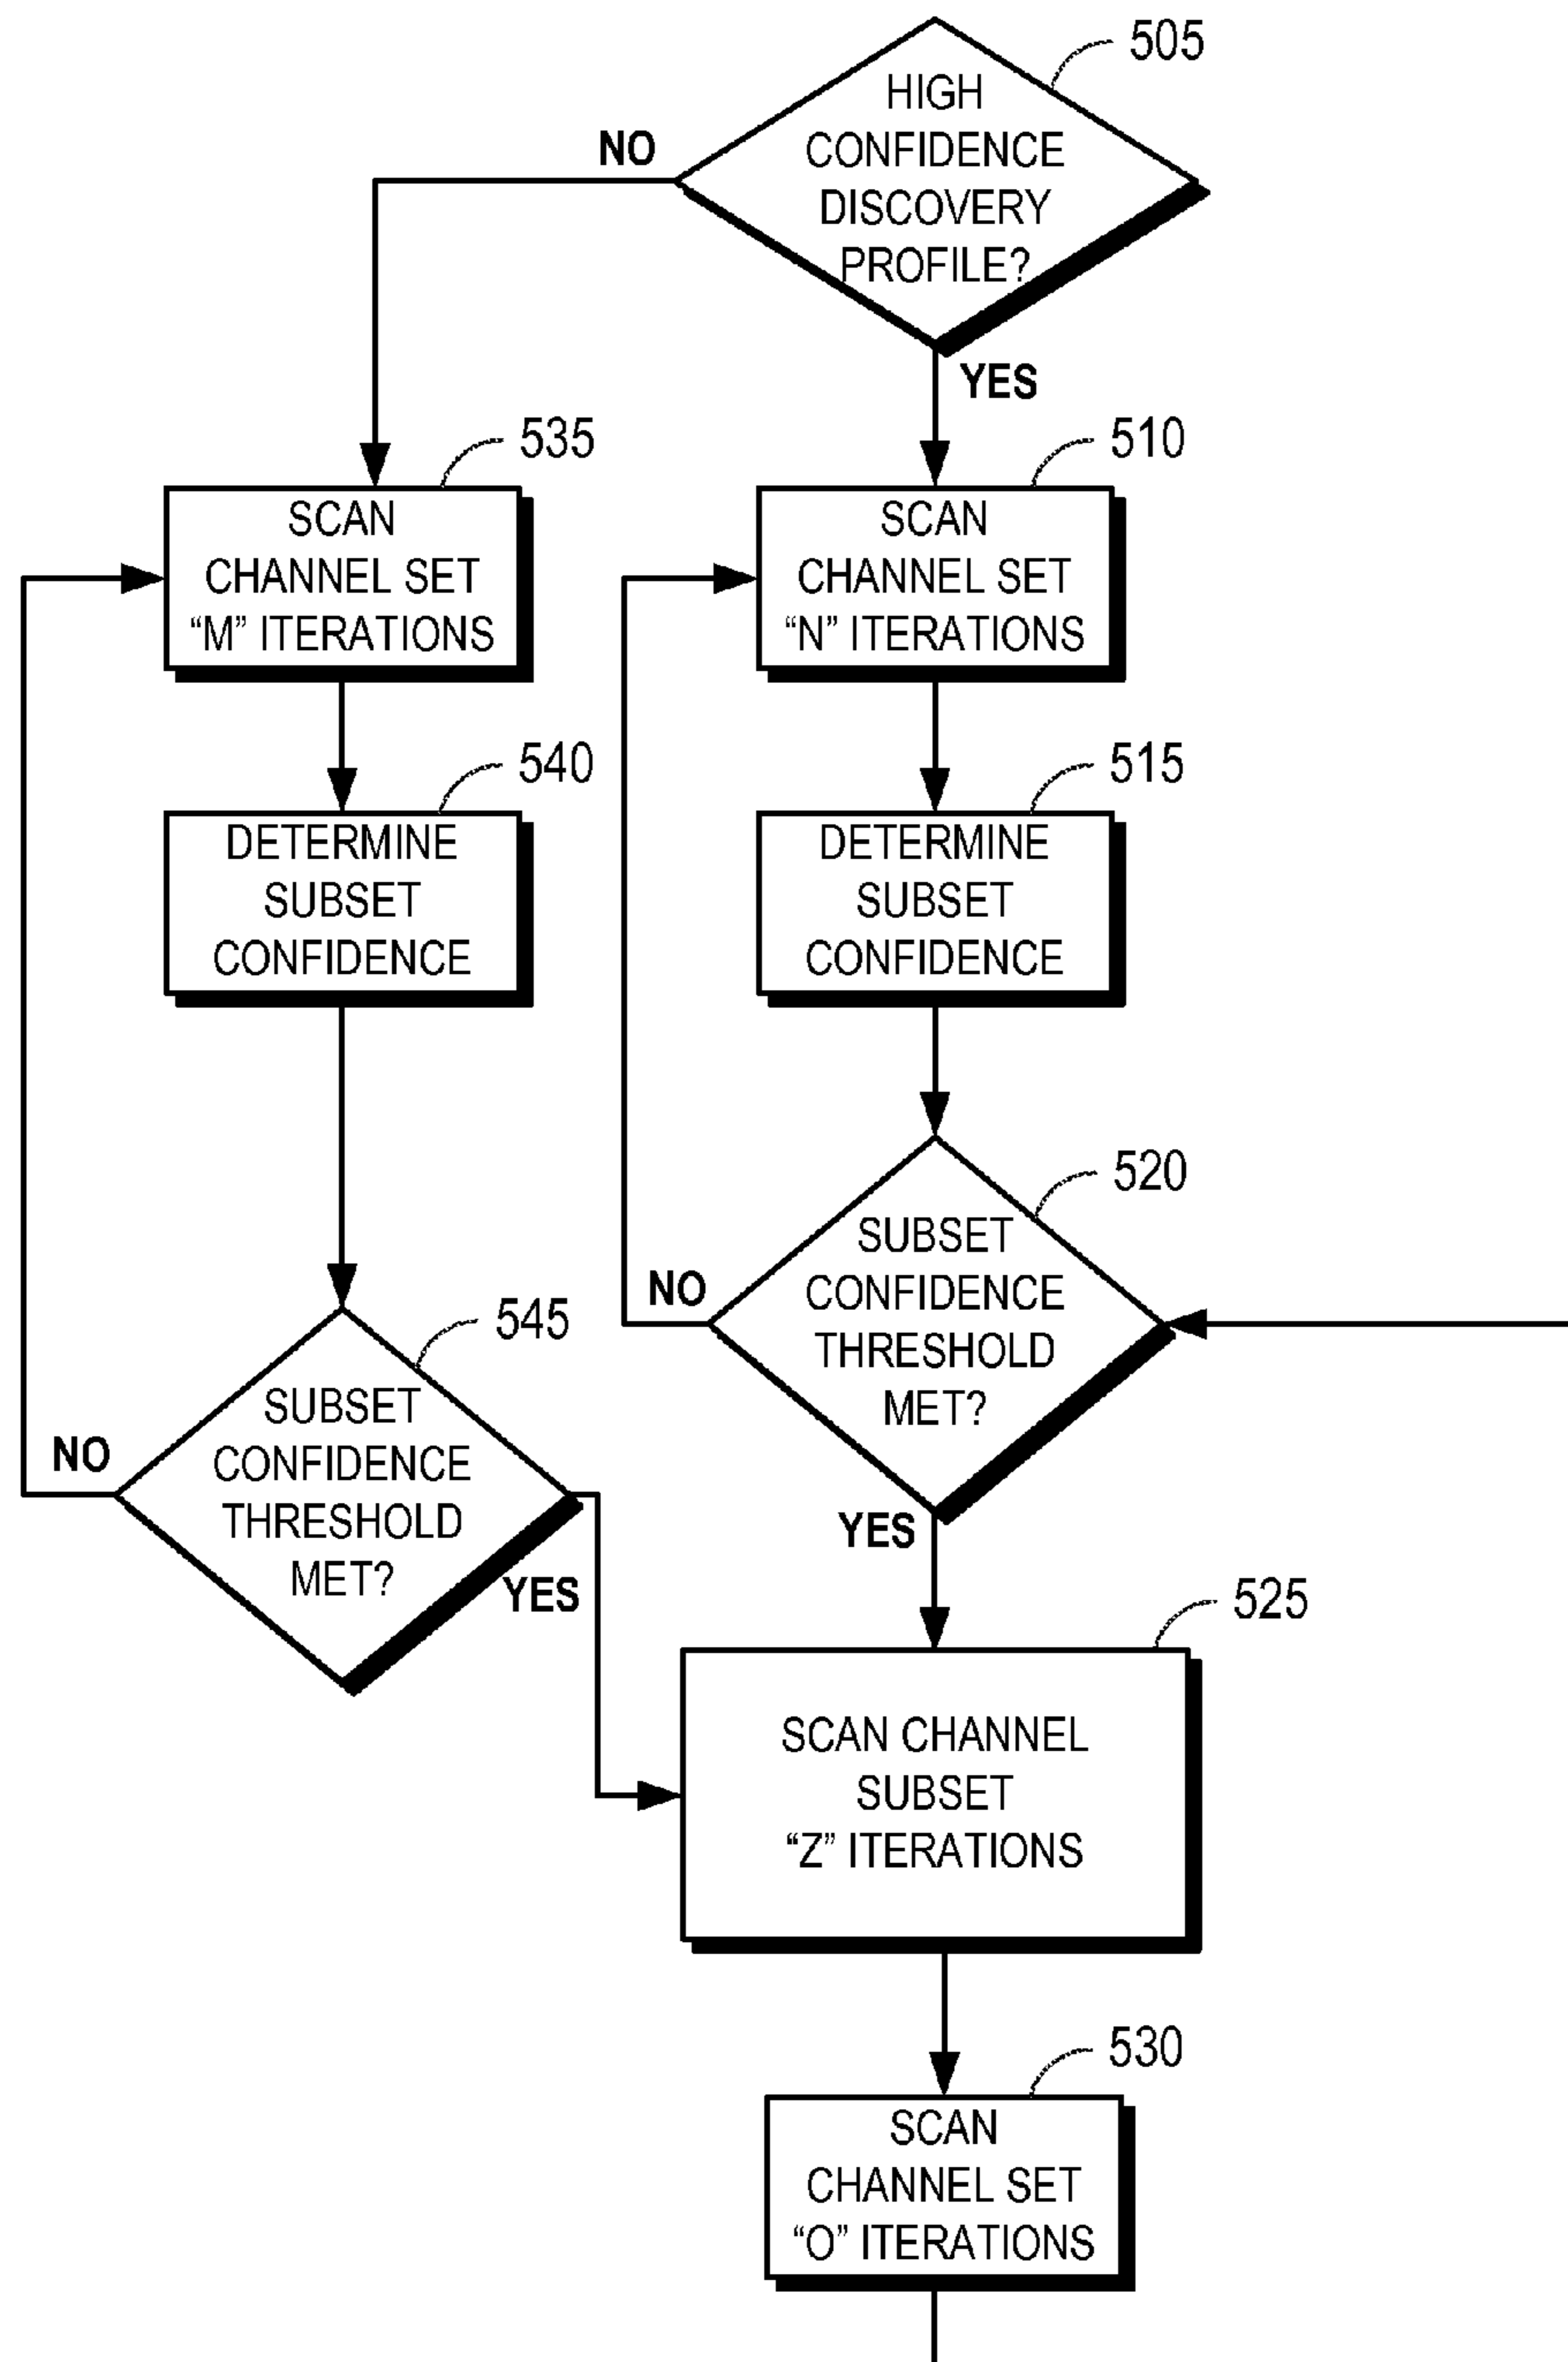 505
HIGH
CONFIDENCE
DISCOVERY
PROFILE?
NO
YES
535
SCAN
CHANNEL SET
“M” ITERATIONS
510
SCAN
CHANNEL SET
“N” ITERATIONS
540
DETERMINE
SUBSET
CONFIDENCE
515
DETERMINE
SUBSET
CONFIDENCE
520
SUBSET
CONFIDENCE
THRESHOLD
MET?
NO
YES
545
SUBSET
CONFIDENCE
THRESHOLD
MET?
NO
YES
525
SCAN CHANNEL
SUBSET
“Z” ITERATIONS
530
SCAN
CHANNEL SET
“O” ITERATIONS